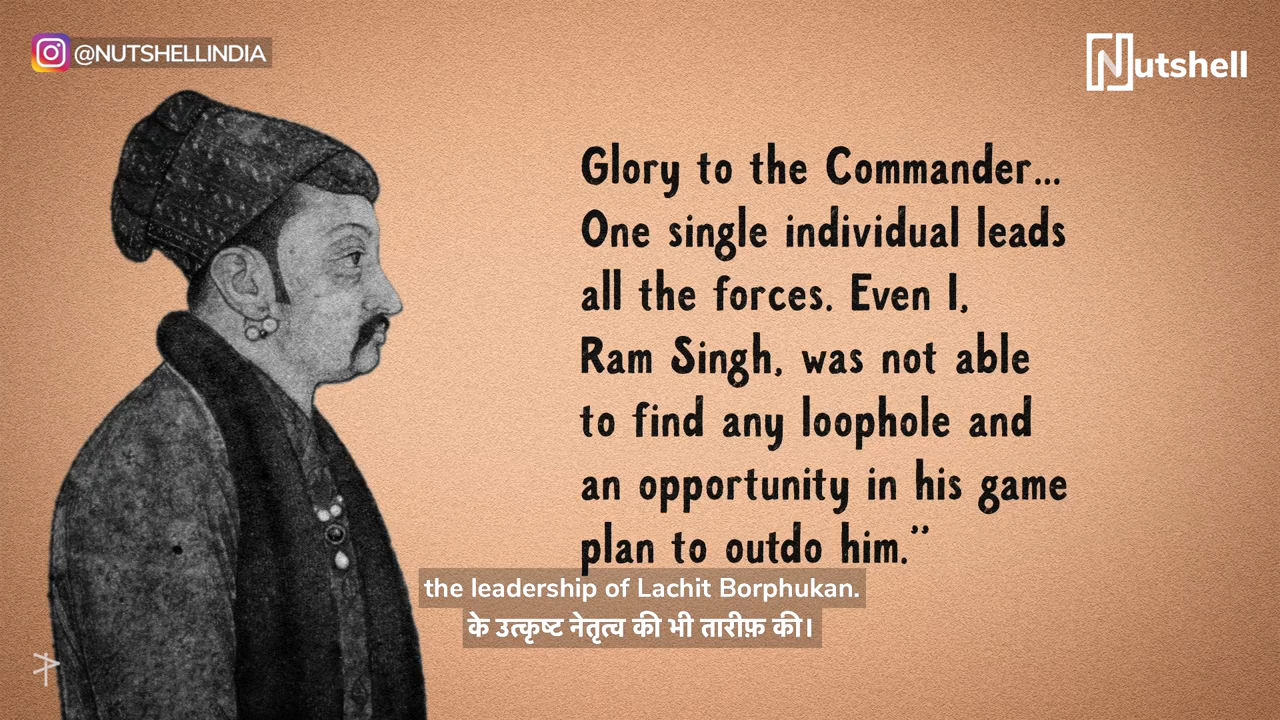 @NUTSHELLINDIA
Nutshell
Glory to the Commander...
One single individual leads
all the forces. Even I,
Ram Singh, was not able
to find any loophole and
an opportunity in his game
plan to outdo him.”
the leadership of Lachit Borphukan.
के उत्कृष्ट नेतृत्व की भी तारीफ़ की।